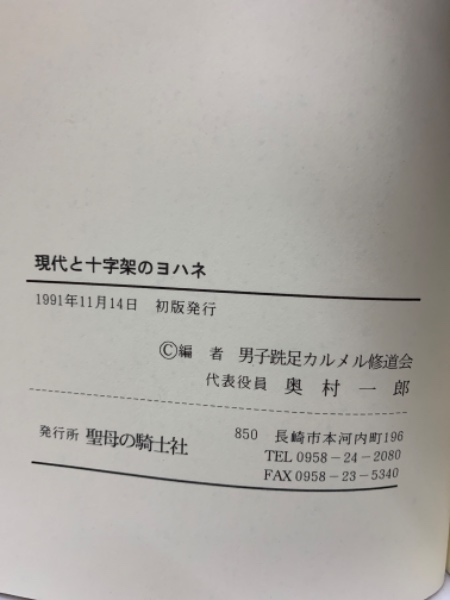 現代と十字架のヨハネ
1991年11月14日 初版発行
©編 者 男子跣足カルメル修道会
代表役員 奥 村 一 郎
発行所 聖母の騎士社 850 長崎市本河内町196
TEL 0958-24-2080
FAX 0958-23-5340